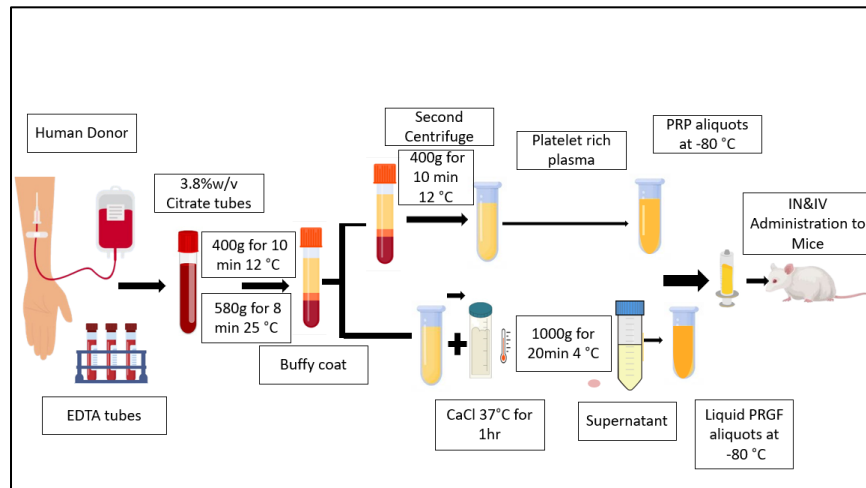 Human Donor
EDTA tubes
3.8%w/v
Citrate tubes
400g for 10
min 12 °C
580g for 8
min 25 °C
Buffy coat
Second
Centrifuge
400g for
10 min
12 °C
Platelet rich
plasma
PRP aliquots
at -80 °C
CaCl 37°C for
1hr
1000g for
20min 4 °C
Supernatant
Liquid PRGF
aliquots at
-80 °C
IN&IV
Administration to
Mice